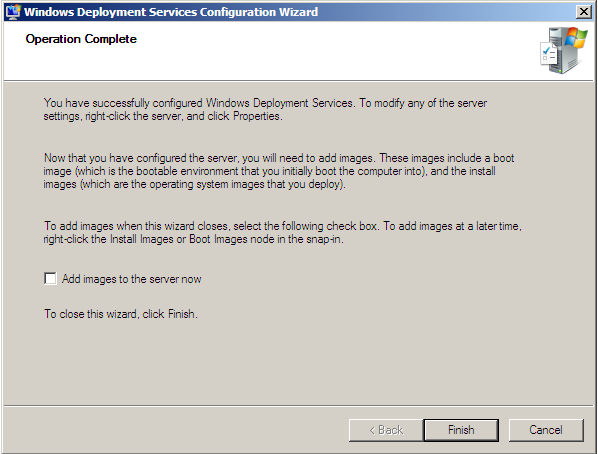 Windows Deployment Services Configuration Wizard
Operation Complete
You have successfully configured Windows Deployment Services. To modify any of the server
settings, right-click the server, and click Properties.
Now that you have configured the server, you will need to add images. These images include a boot
image (which is the bootable environment that you initially boot the computer into), and the install
images (which are the operating system images that you deploy).
To add images when this wizard closes, select the following check box. To add images at a later time,
right-click the Install Images or Boot Images node in the snap-in.
Add images to the server now
To close this wizard, click Finish.
< Back Finish Cancel